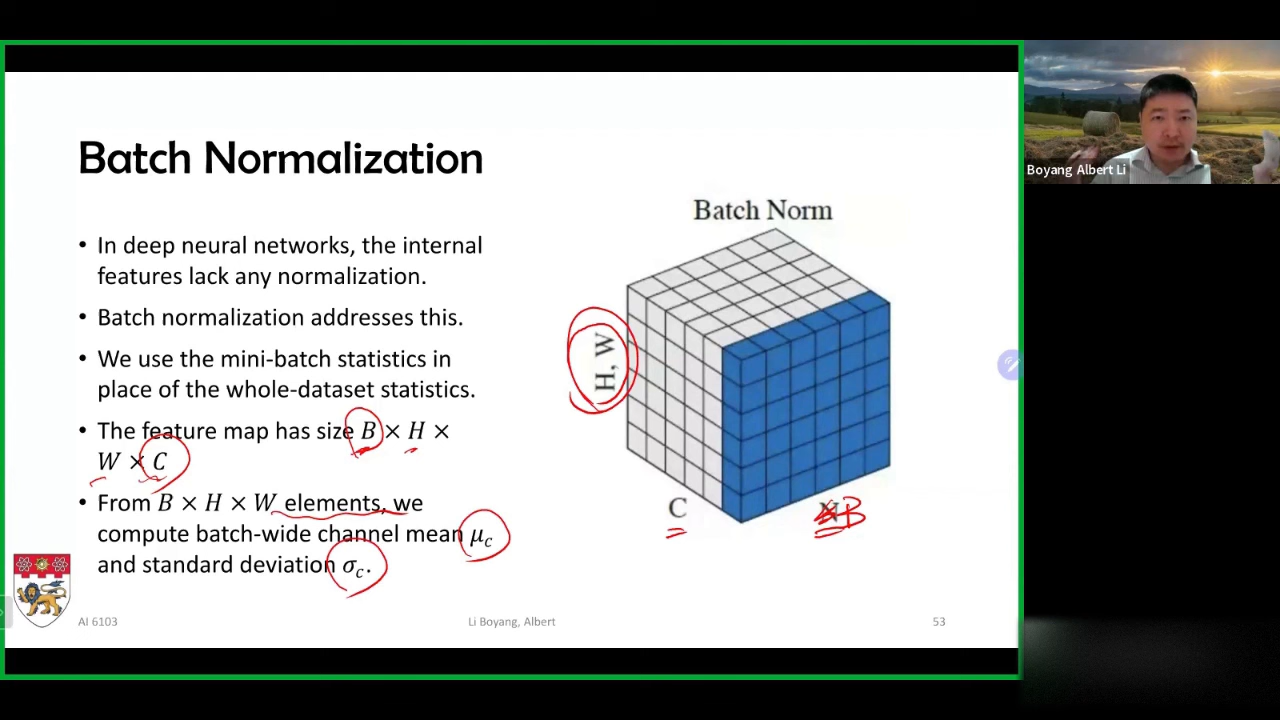 Batch Normalization
• In deep neural networks, the internal
features lack any normalization.
• Batch normalization addresses this.
• We use the mini-batch statistics in
place of the whole-dataset statistics.
• The feature map has size B × H ×
W × C
• From B × H × W elements, we
compute batch-wide channel mean μ_c
and standard deviation σ_c.
Batch Norm
H, W
C
N B
AI 6103
Li Boyang, Albert
53
Boyang Albert Li